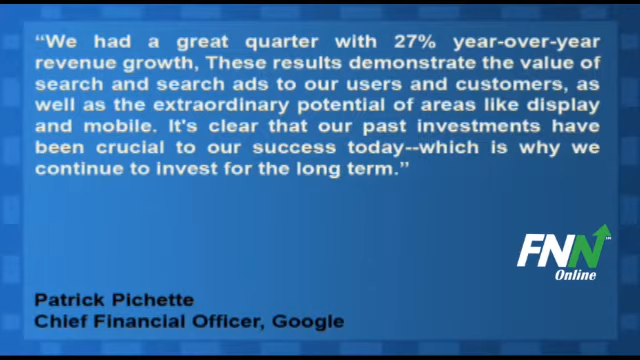 “We had a great quarter with 27% year-over-year
revenue growth, These results demonstrate the value of
search and search ads to our users and customers, as
well as the extraordinary potential of areas like display
and mobile. It's clear that our past investments have
been crucial to our success today--which is why we
continue to invest for the long term.”
FNN
Online
Patrick Pichette
Chief Financial Officer, Google